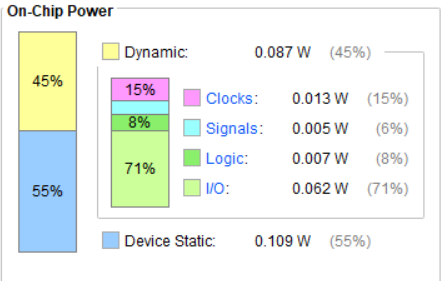 On-Chip Power
45%
55%
Dynamic: 0.087 W (45%)
15%
8%
71%
Clocks: 0.013 W (15%)
Signals: 0.005 W (6%)
Logic: 0.007 W (8%)
I/O: 0.062 W (71%)
Device Static: 0.109 W (55%)